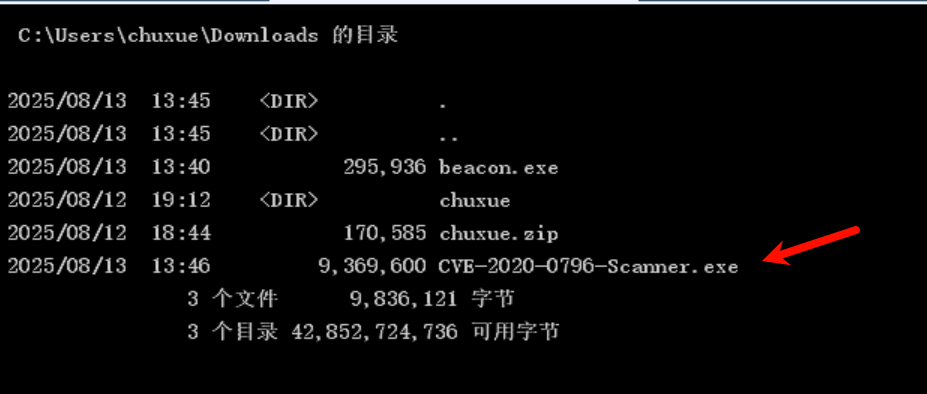 C:\Users\chuxue\Downloads 的目录
2025/08/13 13:45 <DIR> .
2025/08/13 13:45 <DIR> ..
2025/08/13 13:40 295,936 beacon.exe
2025/08/12 19:12 <DIR> chuxue
2025/08/12 18:44 170,585 chuxue.zip
2025/08/13 13:46 9,369,600 CVE-2020-0796-Scanner.exe
3 个文件 9,836,121 字节
3 个目录 42,852,724,736 可用字节